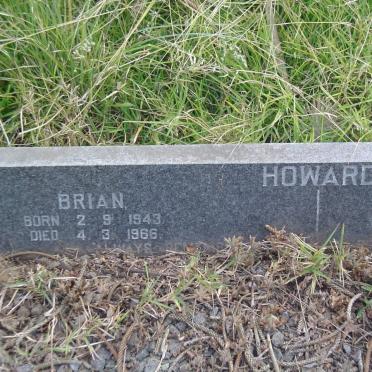 HOWARD
BRIAN.
BORN 2 9 1943.
DIED 4 3 1966.